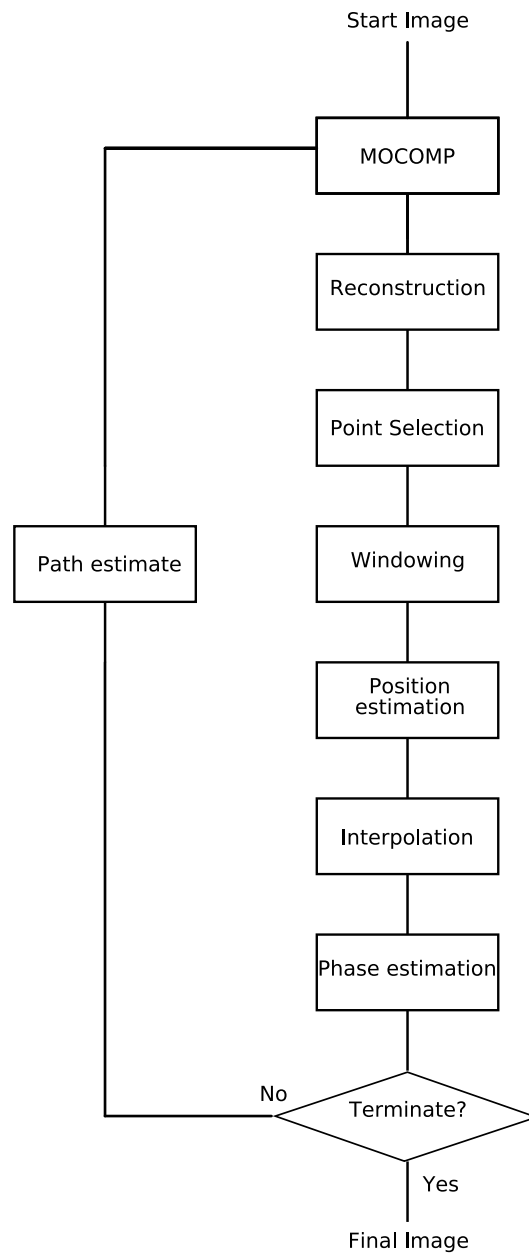 Start Image
MOCOMP
Reconstruction
Point Selection
Path estimate
Windowing
Position
estimation
Interpolation
Phase estimation
No
Terminate?
Yes
Final Image